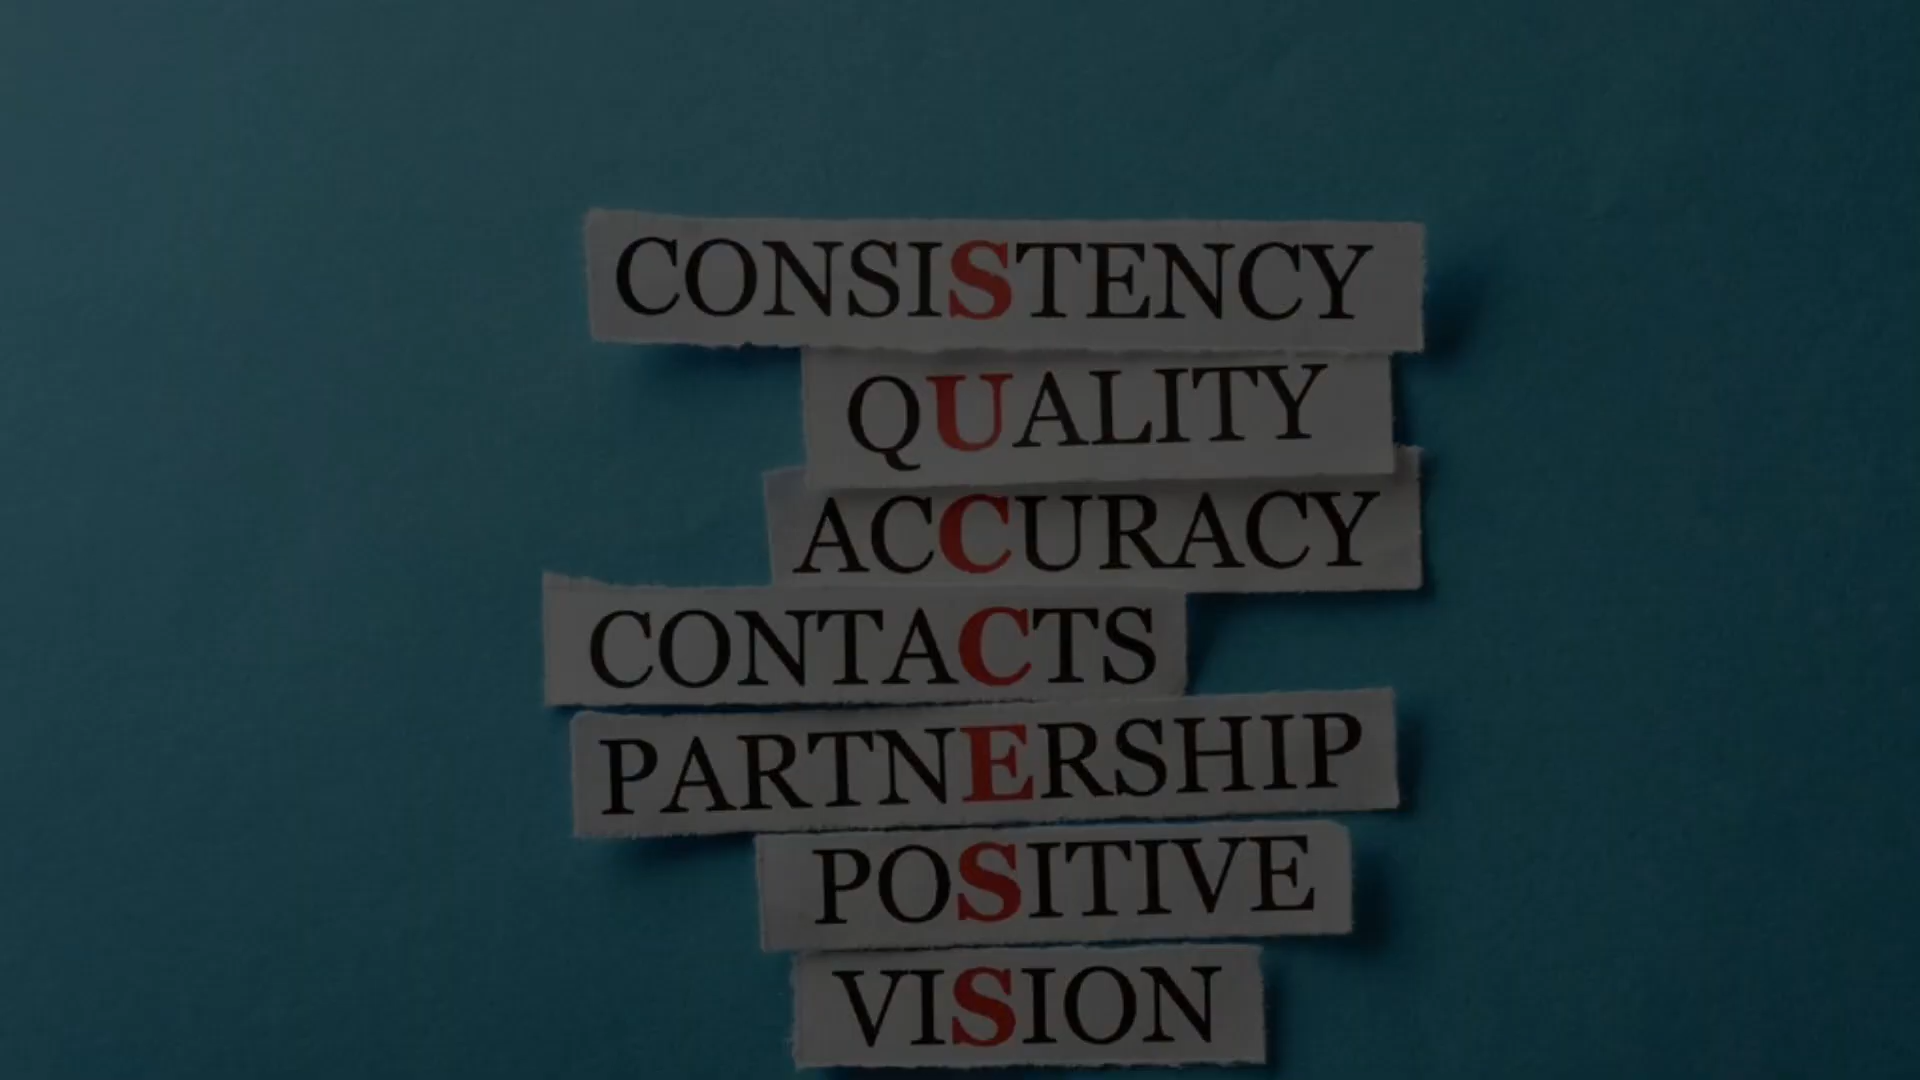 CONSISTENCY
QUALITY
ACCURACY
CONTACTS
PARTNERSHIP
POSITIVE
VISION